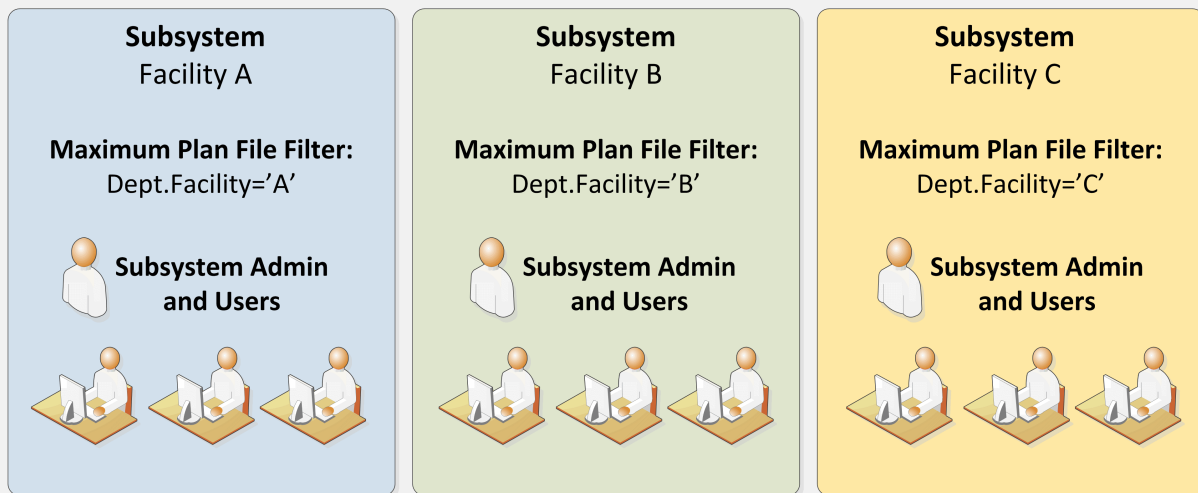 Subsystem
Facility A
Maximum Plan File Filter:
Dept.Facility=’A’
Subsystem Admin
and Users
Subsystem
Facility B
Maximum Plan File Filter:
Dept.Facility=’B’
Subsystem Admin
and Users
Subsystem
Facility C
Maximum Plan File Filter:
Dept.Facility=’C’
Subsystem Admin
and Users